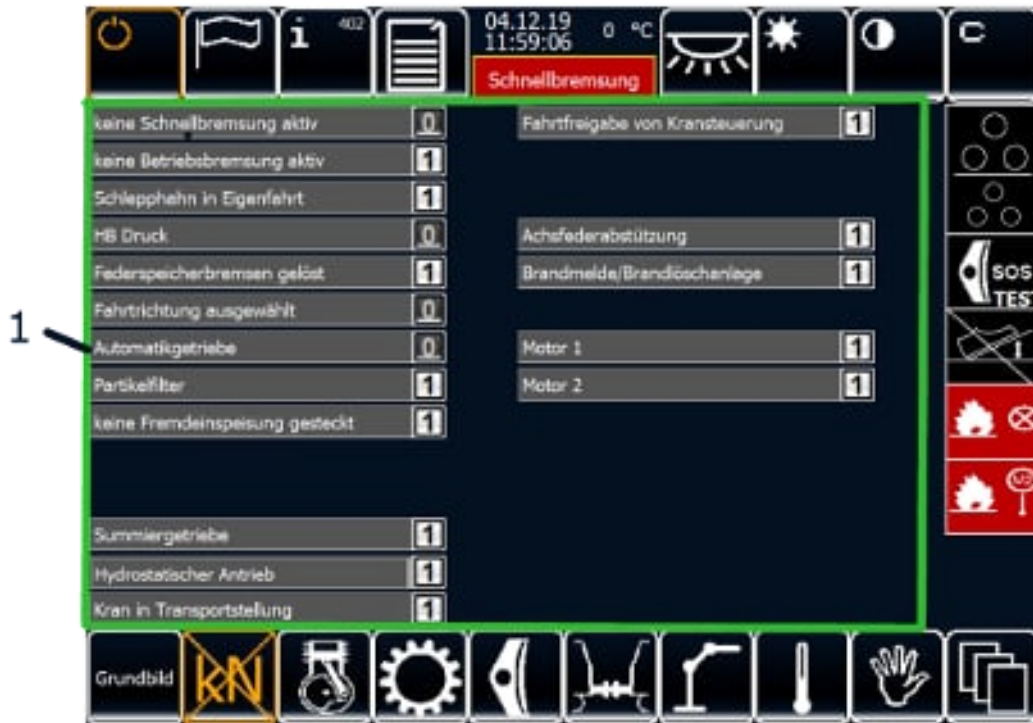 i 402
04.12.19
11:59:06 0 °C
Schnellbremsung
keine Schnellbremsung aktiv 0
Fahrtfreigabe von Kransteuerung 1
keine Betriebsbremsung aktiv 1
Schlepphahn in Eigenfahrt 1
HB Druck 0
Achsfederabstützung 1
Federspeicherbremsen gelöst 1
Brandmelde/Brandlöschanlage 1
Fahrtrichtung ausgewählt 0
1
Automatikgetriebe 0
Motor 1 1
Partikelfilter 1
Motor 2 1
keine Fremdeinspeisung gesteckt 1
Summiergetriebe 1
Hydrostatischer Antrieb 1
Kran in Transportstellung 1
SOS
TEST
Grundbild
kN